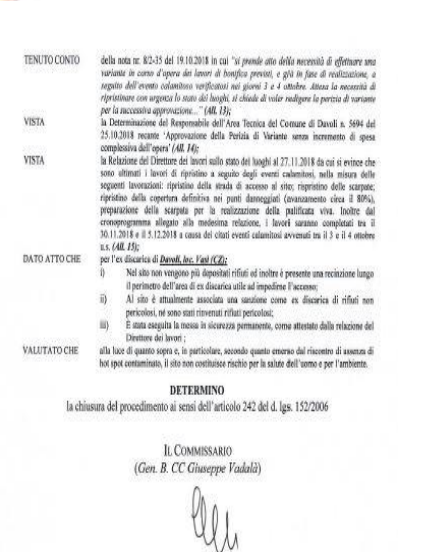 TENUTO CONTO della nota nr. 8/2-35 del 19.10.2018 in cui "si prende atto della necessità di effettuare una
variante in corso d'opera dei lavori di bonifica previsti, e già in fase di realizzazione, a
seguito dell'evento calamitoso verificatosi nei giorni 3 e 4 ottobre. Attesa la necessità di
ripristinare con urgenza lo stato dei luoghi, si chiede di voler redigere la perizia di variante
per la successiva approvazione..." (All. 13);
VISTA la Determinazione del Responsabile dell'Area Tecnica del Comune di Davoli n. 5694 del
25.10.2018 recante 'Approvazione della Perizia di Variante senza incremento di spesa
complessiva dell'opera' (All. 14);
VISTA la Relazione del Direttore dei lavori sullo stato dei luoghi al 27.11.2018 da cui si evince che
sono ultimati i lavori di ripristino a seguito degli eventi calamitosi, nella misura delle
seguenti lavorazioni: ripristino della strada di accesso al sito; rispristino delle scarpate;
ripristino della copertura definitiva nei punti danneggiati (avanzamento circa il 80%),
preparazione della scarpata per la realizzazione della palificata viva. Inoltre dal
cronoprogramma allegato alla medesima relazione, i lavori saranno completati tra il
30.11.2018 e il 5.12.2018 a causa dei citati eventi calamitosi avvenuti tra il 3 e il 4 ottobre
u.s. (All. 15);
DATO ATTO CHE per l'ex discarica di Davoli, loc. Vasì (CZ):
i) Nel sito non vengono più depositati rifiuti ed inoltre è presente una recinzione lungo
il perimetro dell'area di ex discarica utile ad impedirne l'accesso;
ii) Al sito è attualmente associata una sanzione come ex discarica di rifiuti non
pericolosi, né sono stati rinvenuti rifiuti pericolosi;
iii) È stata eseguita la messa in sicurezza permanente, come attestato dalla relazione del
Direttore dei lavori;
VALUTATO CHE alla luce di quanto sopra e, in particolare, secondo quanto emerso dal riscontro di assenza di
hot spot contaminato, il sito non costituisce rischio per la salute dell'uomo e per l'ambiente.
DETERMINO
la chiusura del procedimento ai sensi dell'articolo 242 del d. lgs. 152/2006
IL COMMISSARIO
(Gen. B. CC Giuseppe Vadalà)